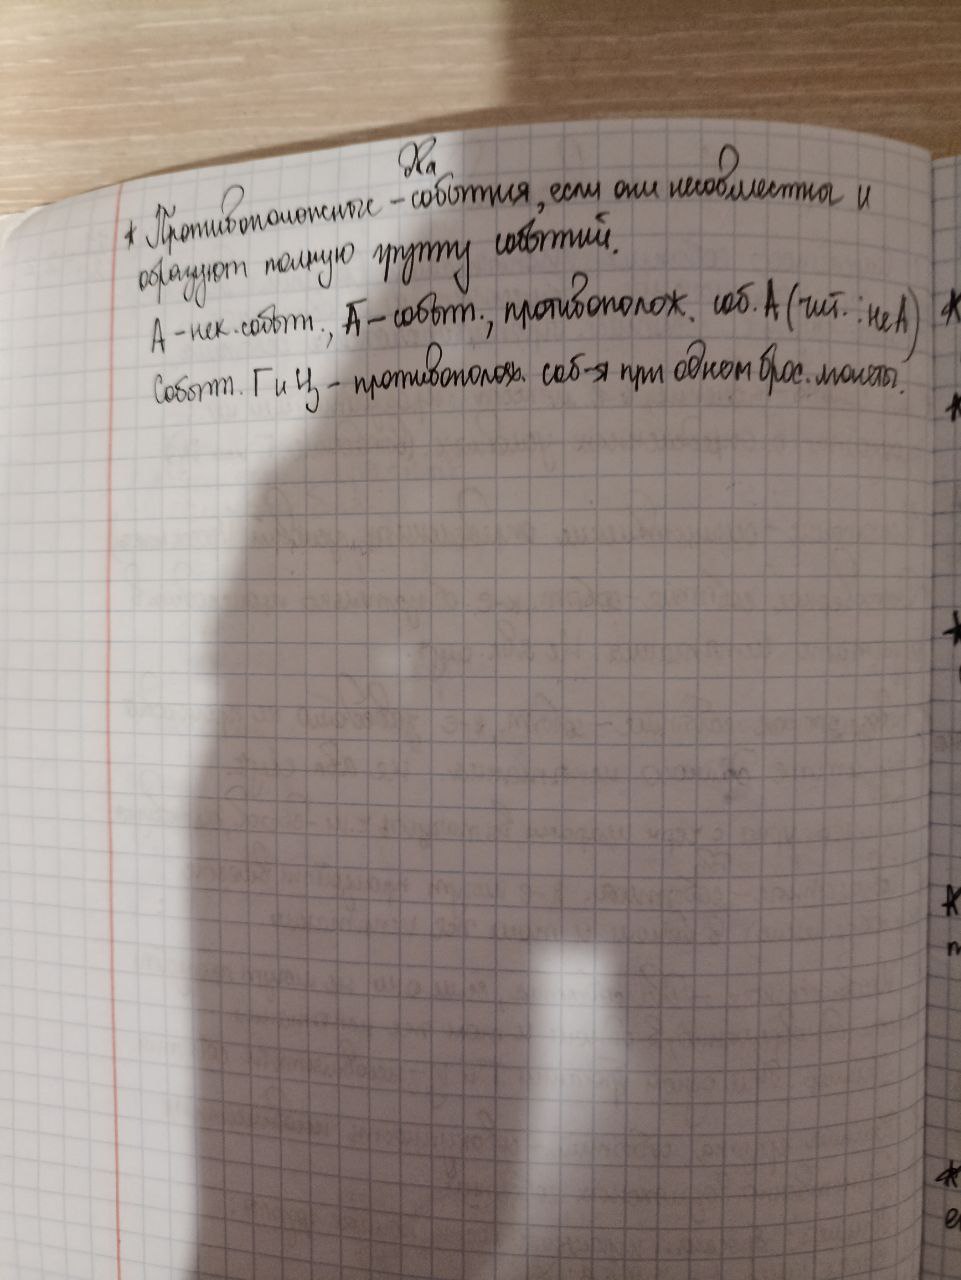 два
* Противоположные – события, если они несовместны и
образуют полную группу событий.
А – нек. событ., Ā – событ., противополож. соб. А (чит.: не А)
Событ. Г и Ц – противополож. соб-я при одном брос. монеты.